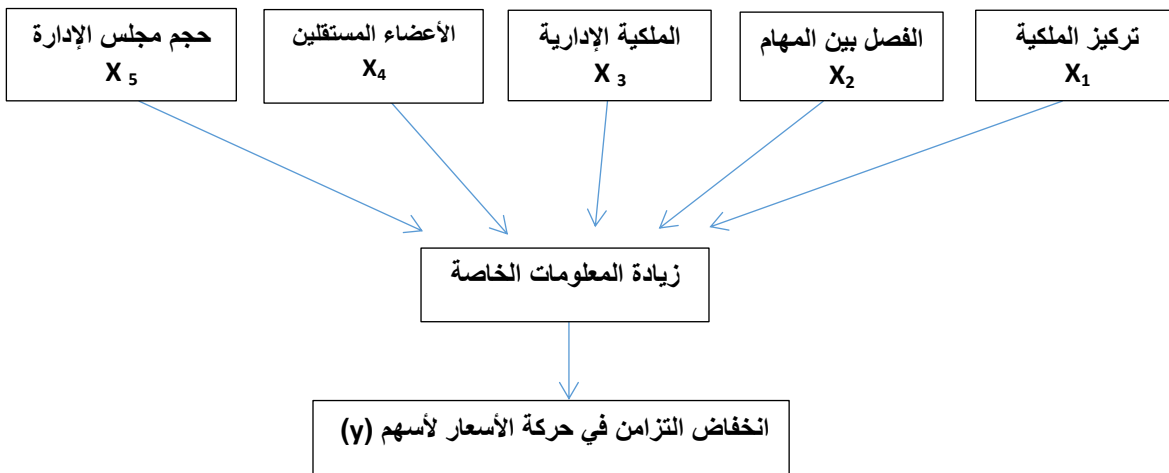 تركيز الملكية
X₁
الفصل بين المهام
X₂
الملكية الإدارية
X ₃
الأعضاء المستقلين
X₄
حجم مجلس الإدارة
X ₅
زيادة المعلومات الخاصة
انخفاض التزامن في حركة الأسعار لأسهم (y)